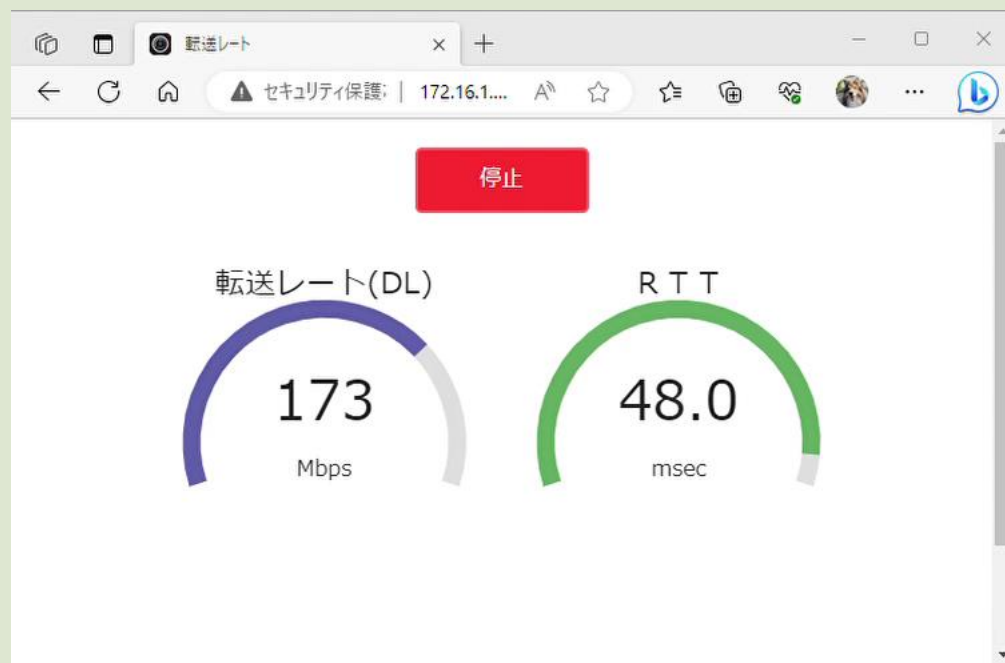 転送レート
セキュリティ保護 | 172.16.1....
停止
転送レート(DL)
ＲＴＴ
173
48.0
Mbps
msec